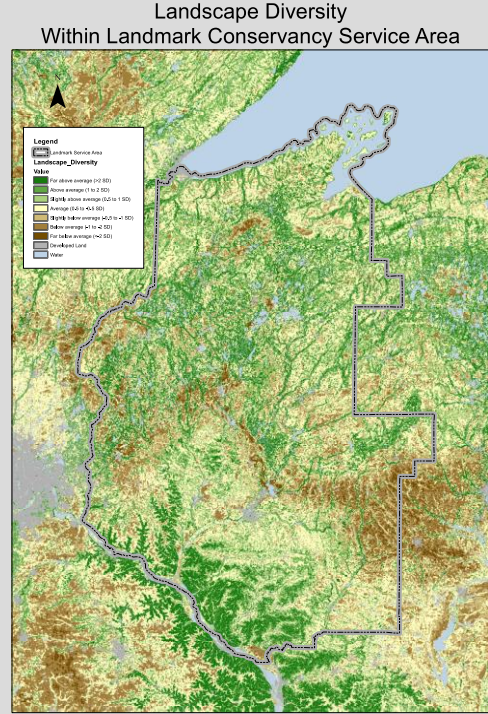 Landscape Diversity
Within Landmark Conservancy Service Area
N
Legend
Landmark Service Area
Landscape_Diversity
Value
Far above average (>2 SD)
Above average (1 to 2 SD)
Slightly above average (0.5 to 1 SD)
Average (0.5 to -0.5 SD)
Slightly below average (-0.5 to -1 SD)
Below average (-1 to -2 SD)
Far below average (<-2 SD)
Developed Land
Water